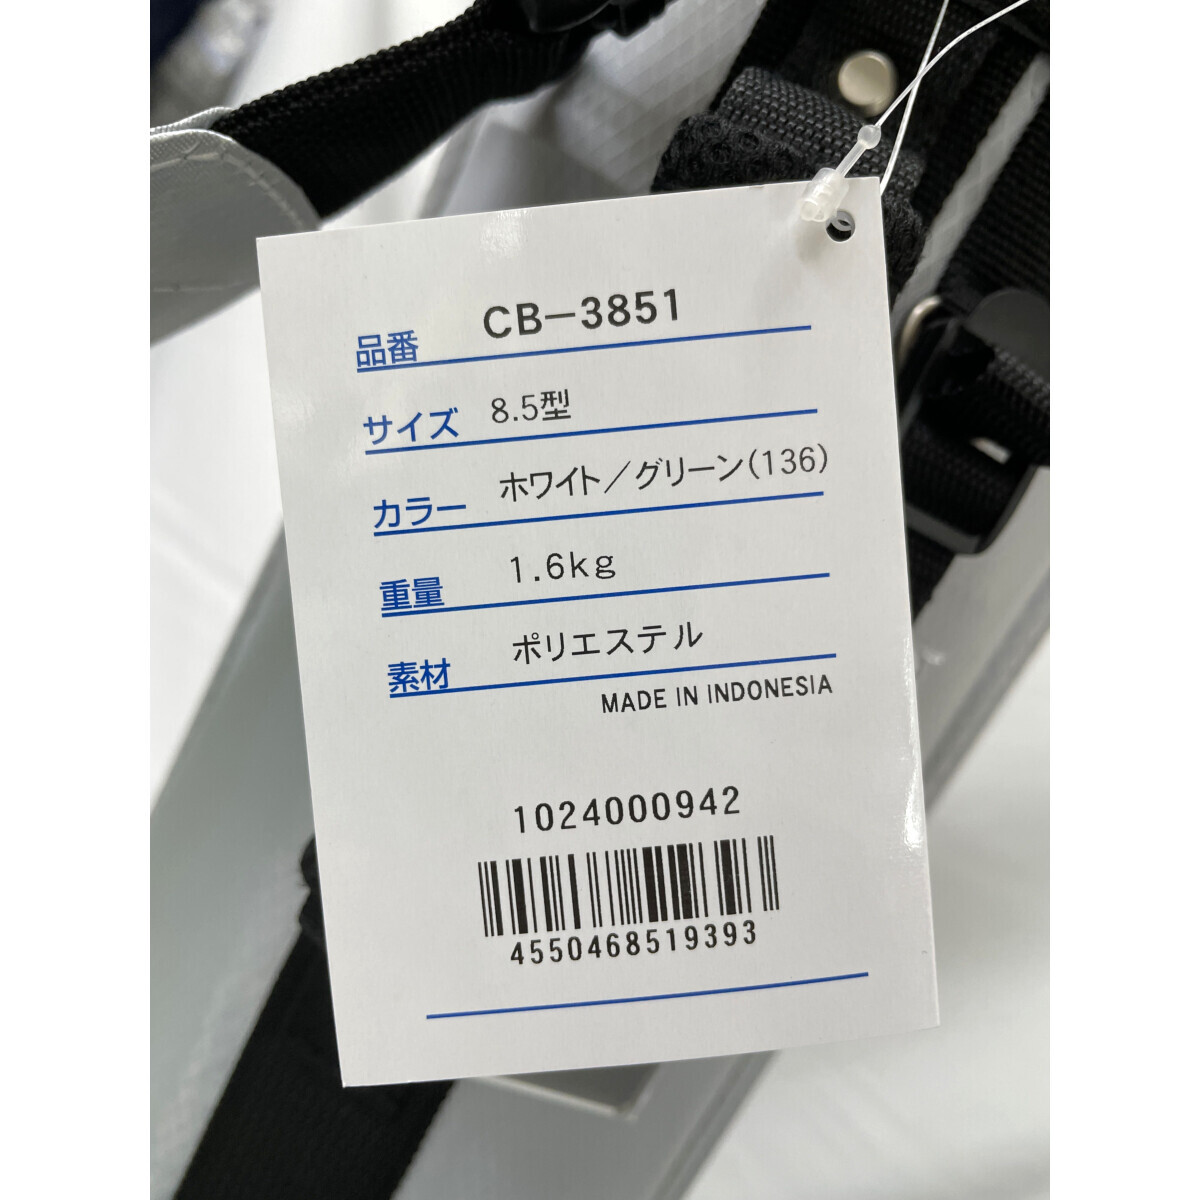 品番 CB-3851
サイズ 8.5型
カラー ホワイト／グリーン(136)
重量 1.6kg
素材 ポリエステル
MADE IN INDONESIA
1024000942
4550468519393